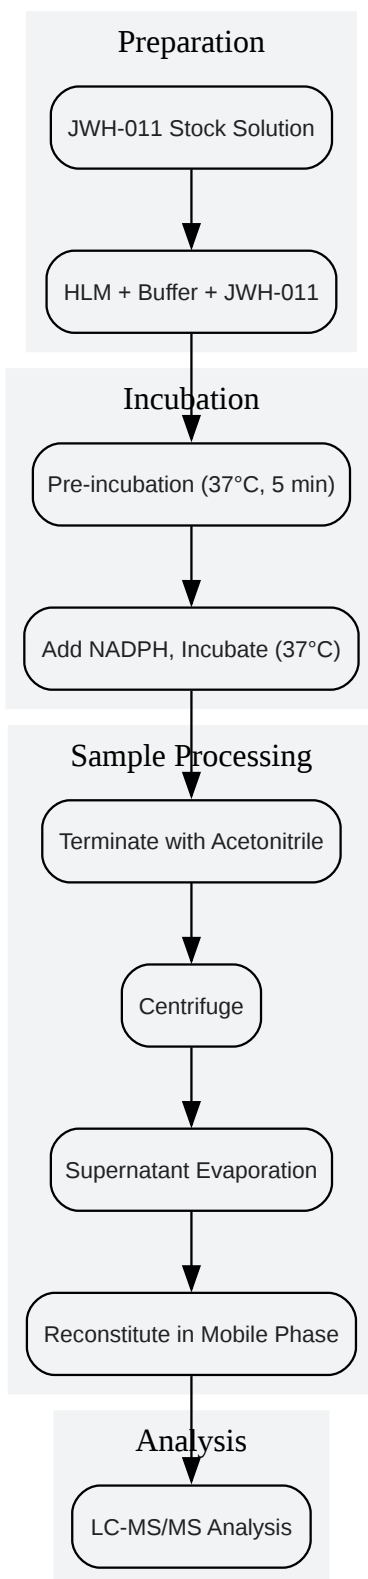 Preparation
JWH-011 Stock Solution
HLM + Buffer + JWH-011
Incubation
Pre-incubation (37°C, 5 min)
Add NADPH, Incubate (37°C)
Sample Processing
Terminate with Acetonitrile
Centrifuge
Supernatant Evaporation
Reconstitute in Mobile Phase
Analysis
LC-MS/MS Analysis